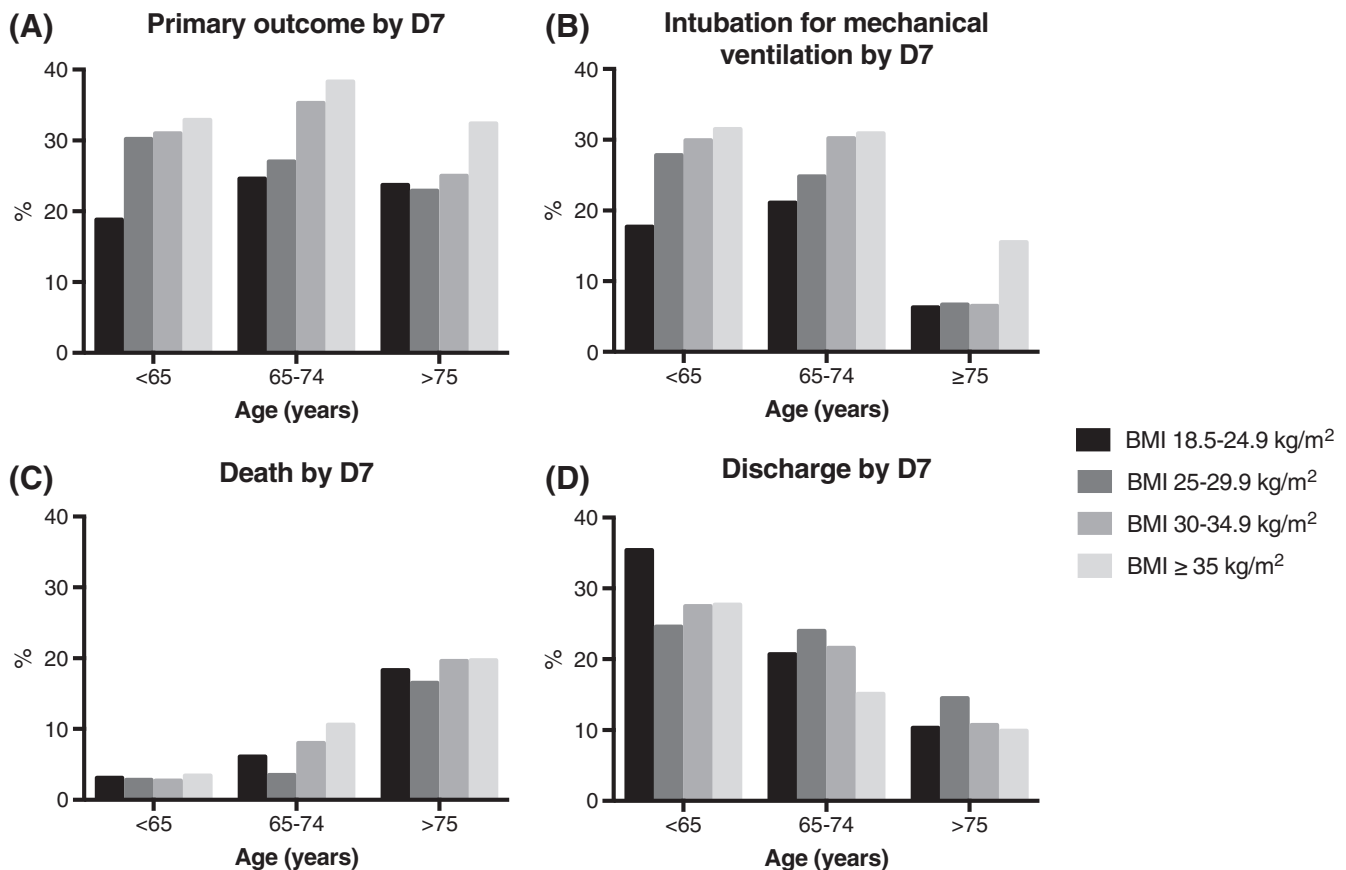 (A) Primary outcome by D7
40
30
20
10
0
%
<65 65-74 >75
Age (years)
(B) Intubation for mechanical
ventilation by D7
40
30
20
10
0
%
<65 65-74 ≥75
Age (years)
(C) Death by D7
40
30
20
10
0
%
<65 65-74 >75
Age (years)
(D) Discharge by D7
40
30
20
10
0
%
<65 65-74 >75
Age (years)
BMI 18.5-24.9 kg/m²
BMI 25-29.9 kg/m²
BMI 30-34.9 kg/m²
BMI ≥ 35 kg/m²